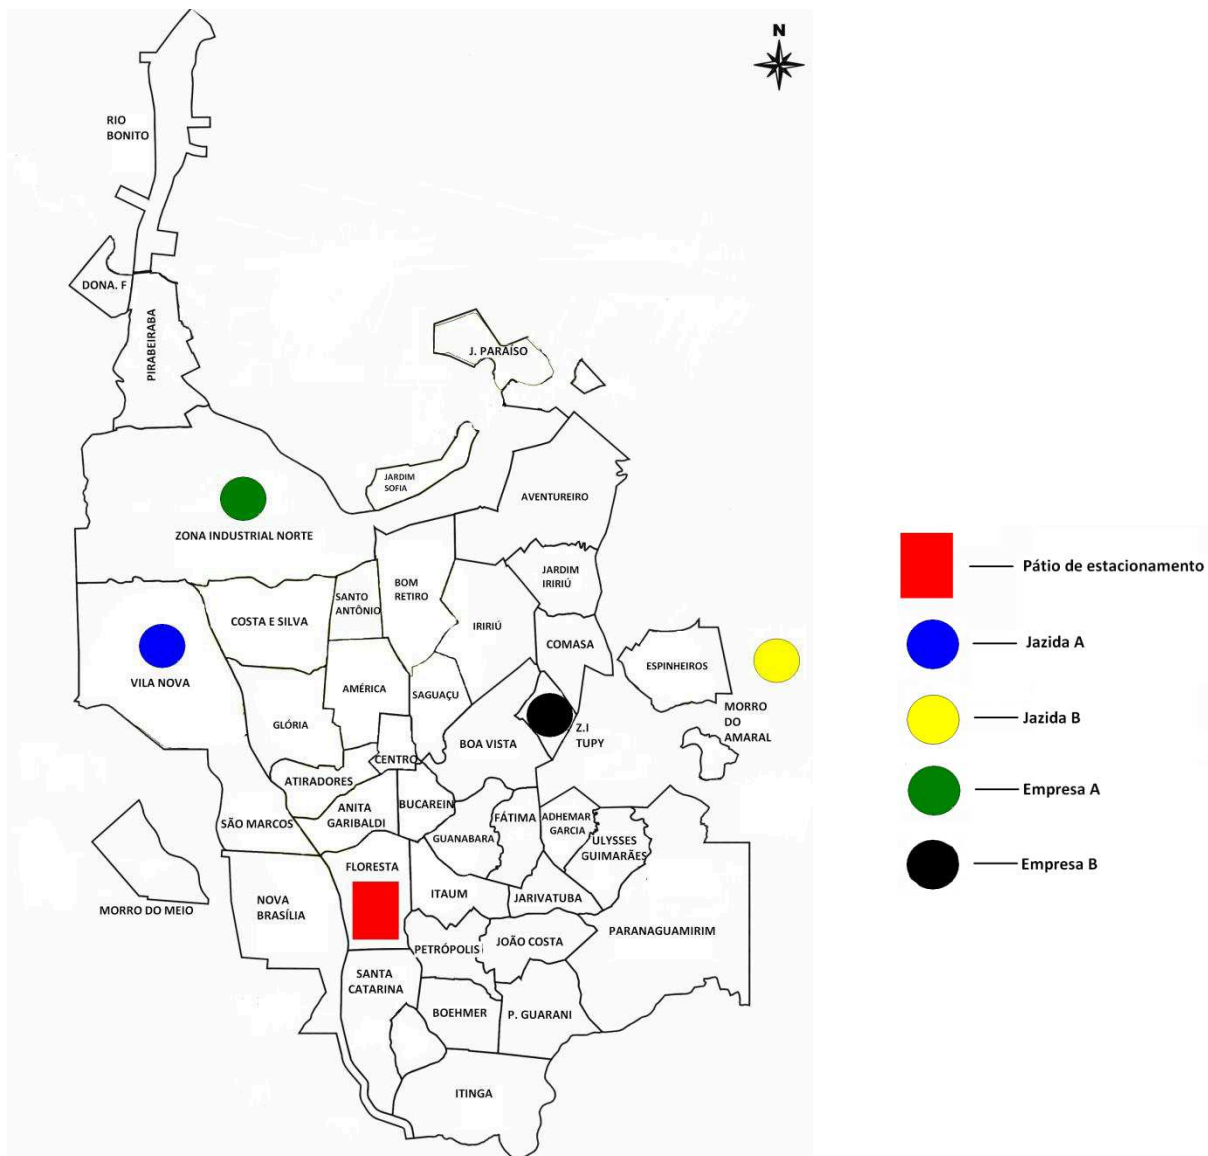 N
RIO
BONITO
DONA. F
PIRABEIRABA
J. PARAÍSO
JARDIM
SOFIA
AVENTUREIRO
ZONA INDUSTRIAL NORTE
JARDIM
IRIRIÚ
BOM
RETIRO
SANTO
ANTÔNIO
COSTA E SILVA
IRIRIÚ
COMASA
ESPINHEIROS
VILA NOVA
AMÉRICA
SAGUAÇU
GLÓRIA
MORRO
DO
AMARAL
Z.I
TUPY
BOA VISTA
CENTRO
ATIRADORES
ANITA
GARIBALDI
BUCAREIN
SÃO MARCOS
GUANABARA
FÁTIMA
ADHEMAR
GARCIA
ULYSSES
GUIMARÃES
FLORESTA
ITAUM
JARIVATUBA
NOVA
BRASÍLIA
MORRO DO MEIO
PARANAGUAMIRIM
PETRÓPOLIS
JOÃO COSTA
SANTA
CATARINA
BOEHMER
P. GUARANI
ITINGA
Pátio de estacionamento
Jazida A
Jazida B
Empresa A
Empresa B